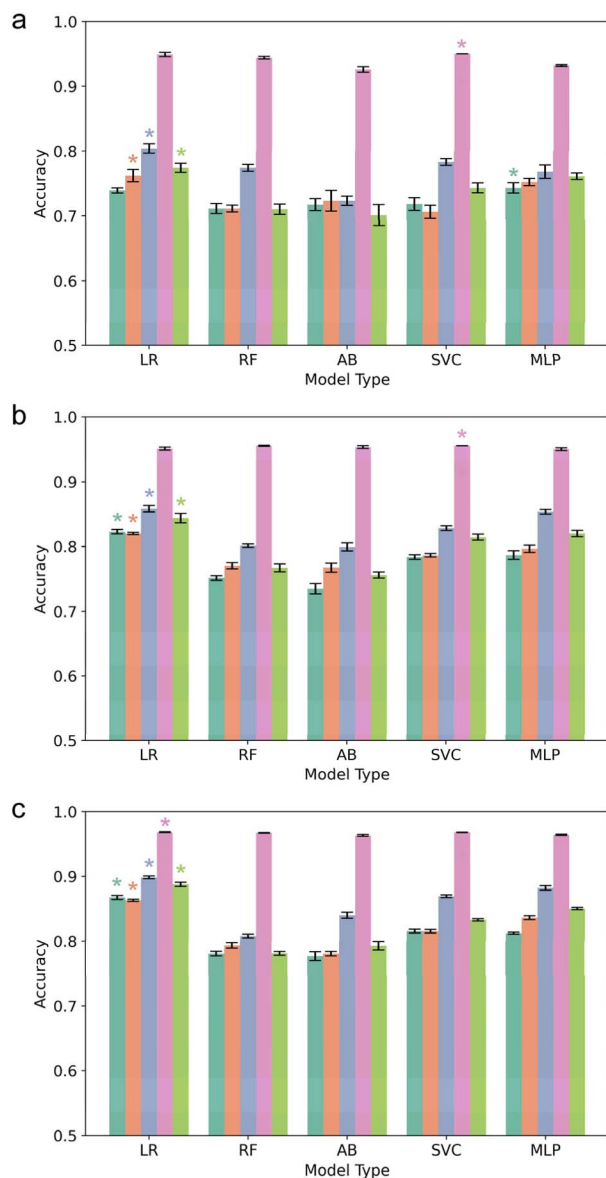 a
1.0
0.9
0.8
0.7
0.6
0.5
Accuracy
*
*
*
*
*
LR
RF
AB
SVC
MLP
Model Type
b
1.0
0.9
0.8
0.7
0.6
0.5
Accuracy
*
*
*
*
*
LR
RF
AB
SVC
MLP
Model Type
c
1.0
0.9
0.8
0.7
0.6
0.5
Accuracy
*
*
*
*
*
LR
RF
AB
SVC
MLP
Model Type